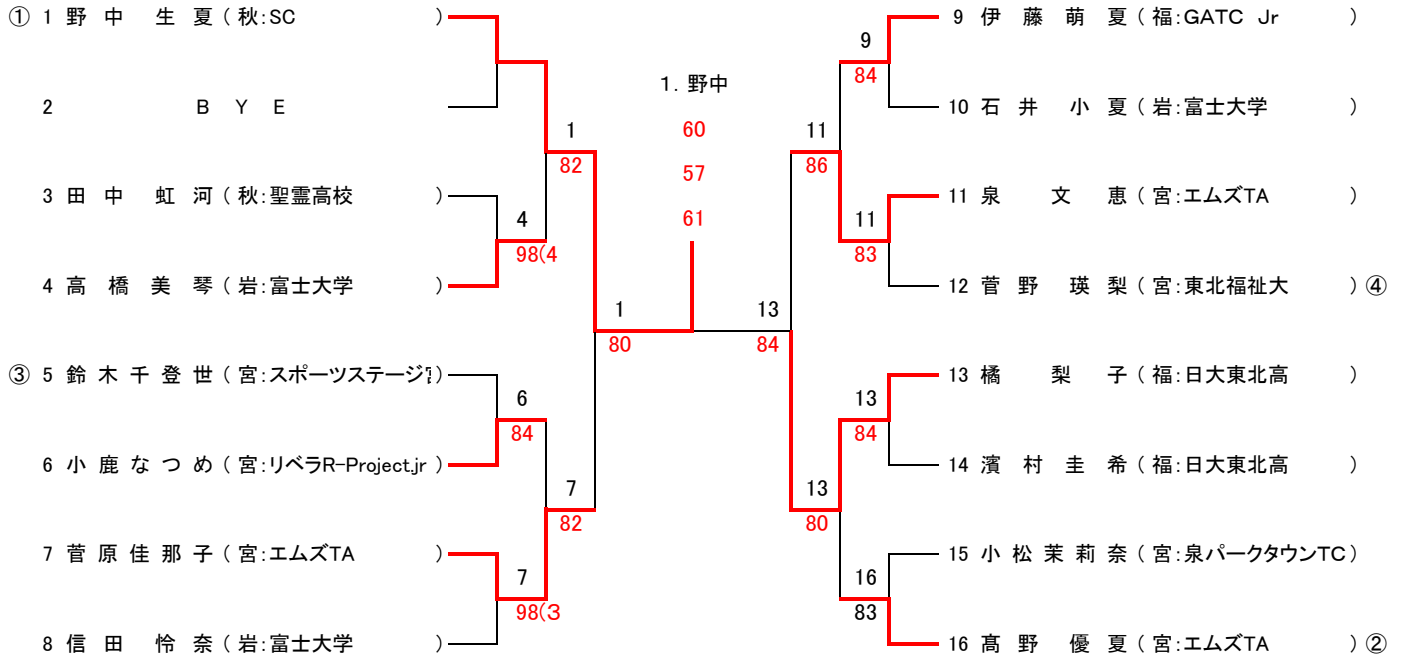 ① 1 野中 生夏 (秋:SC)
2 BYE
3 田中 虹河 (秋:聖霊高校)
4 高橋美琴 (岩:富士大学)
③ 5 鈴木千登世 (宮:スポーツステージ
6 小鹿なつめ (宮:リベラR-Project.jr)
7 菅原佳那子 (宮:エムズTA)
8 信田 怜奈 (岩:富士大学)
1
82
4
98(4
6
84
7
82
7
98(3
1
80
1. 野中
60
57
61
13
84
11
86
9
84
11
83
13
80
13
84
16
83
9 伊藤萌夏 (福:GATC Jr)
10 石井 小夏 (岩:富士大学)
11 泉 文恵 (宮:エムズTA)
12 菅野 瑛梨 (宮:東北福祉大) ④
13 橘 梨子 (福:日大東北高)
14 濱村圭希 (福:日大東北高)
15 小松茉莉奈 (宮:泉パークタウンTC)
16 髙野優夏 (宮:エムズTA) ②